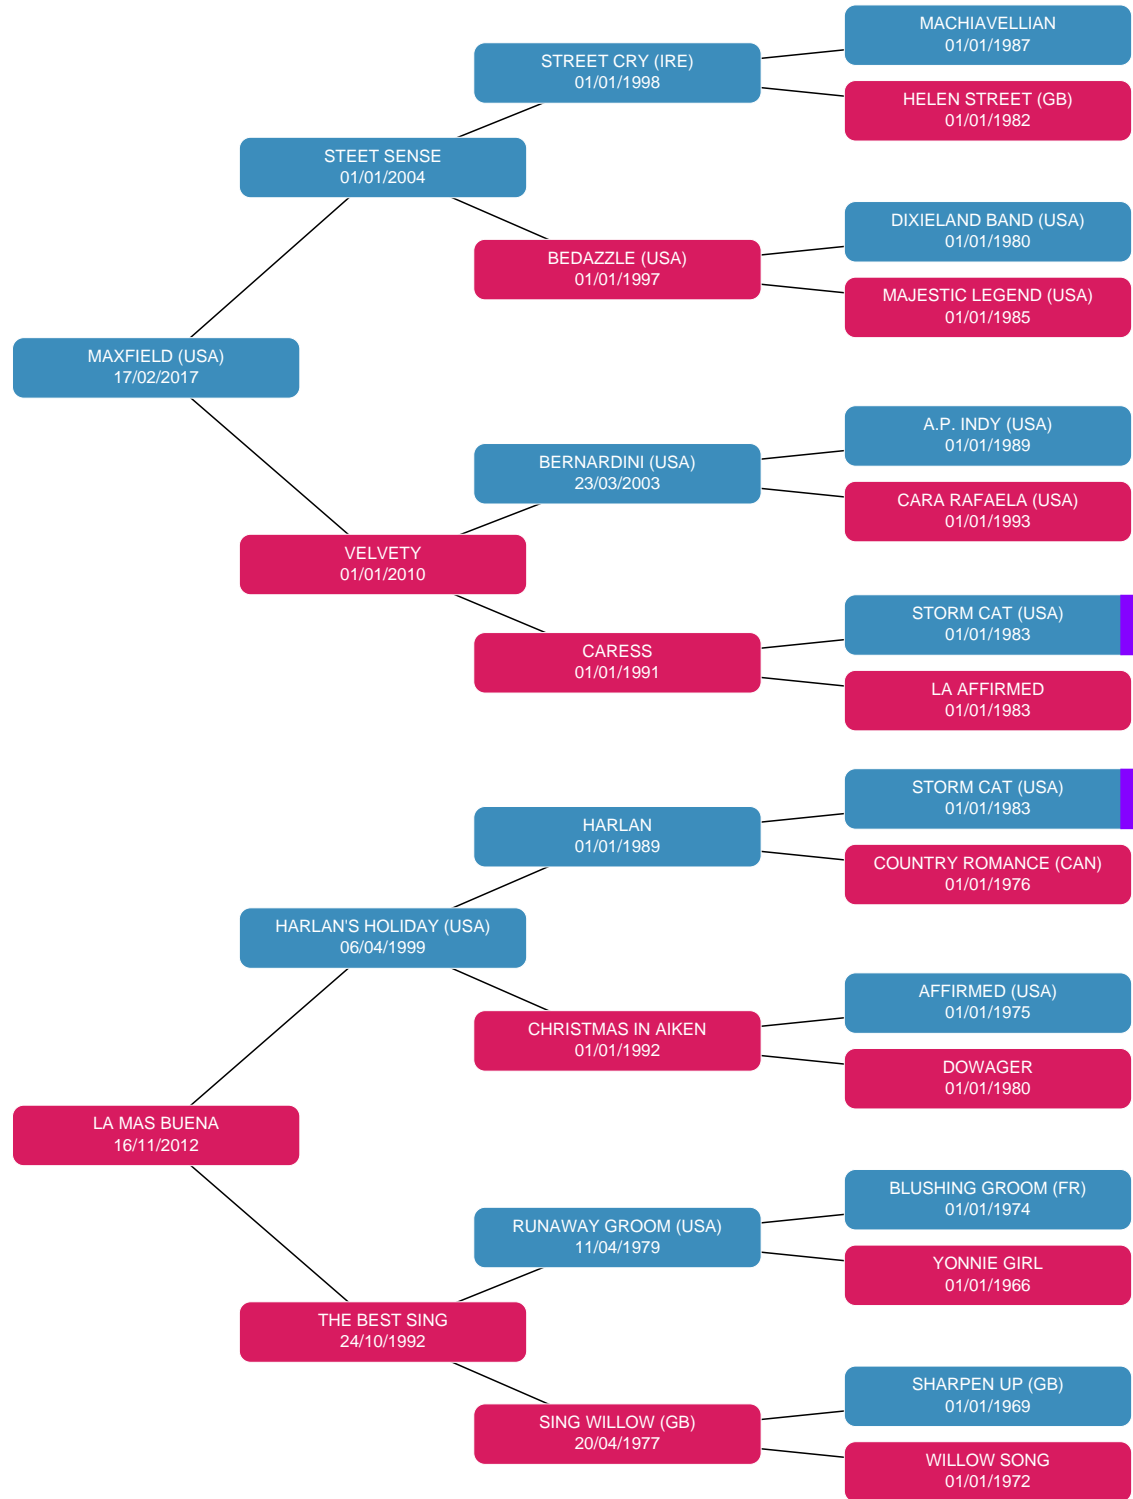 MACHIAVELLIAN
01/01/1987
STREET CRY (IRE)
01/01/1998
HELEN STREET (GB)
01/01/1982
STEET SENSE
01/01/2004
DIXIELAND BAND (USA)
01/01/1980
BEDAZZLE (USA)
01/01/1997
MAJESTIC LEGEND (USA)
01/01/1985
MAXFIELD (USA)
17/02/2017
A.P. INDY (USA)
01/01/1989
BERNARDINI (USA)
23/03/2003
CARA RAFAELA (USA)
01/01/1993
VELVETY
01/01/2010
STORM CAT (USA)
01/01/1983
CARESS
01/01/1991
LA AFFIRMED
01/01/1983
STORM CAT (USA)
01/01/1983
HARLAN
01/01/1989
COUNTRY ROMANCE (CAN)
01/01/1976
HARLAN'S HOLIDAY (USA)
06/04/1999
AFFIRMED (USA)
01/01/1975
CHRISTMAS IN AIKEN
01/01/1992
DOWAGER
01/01/1980
LA MAS BUENA
16/11/2012
BLUSHING GROOM (FR)
01/01/1974
RUNAWAY GROOM (USA)
11/04/1979
YONNIE GIRL
01/01/1966
THE BEST SING
24/10/1992
SHARPEN UP (GB)
01/01/1969
SING WILLOW (GB)
20/04/1977
WILLOW SONG
01/01/1972